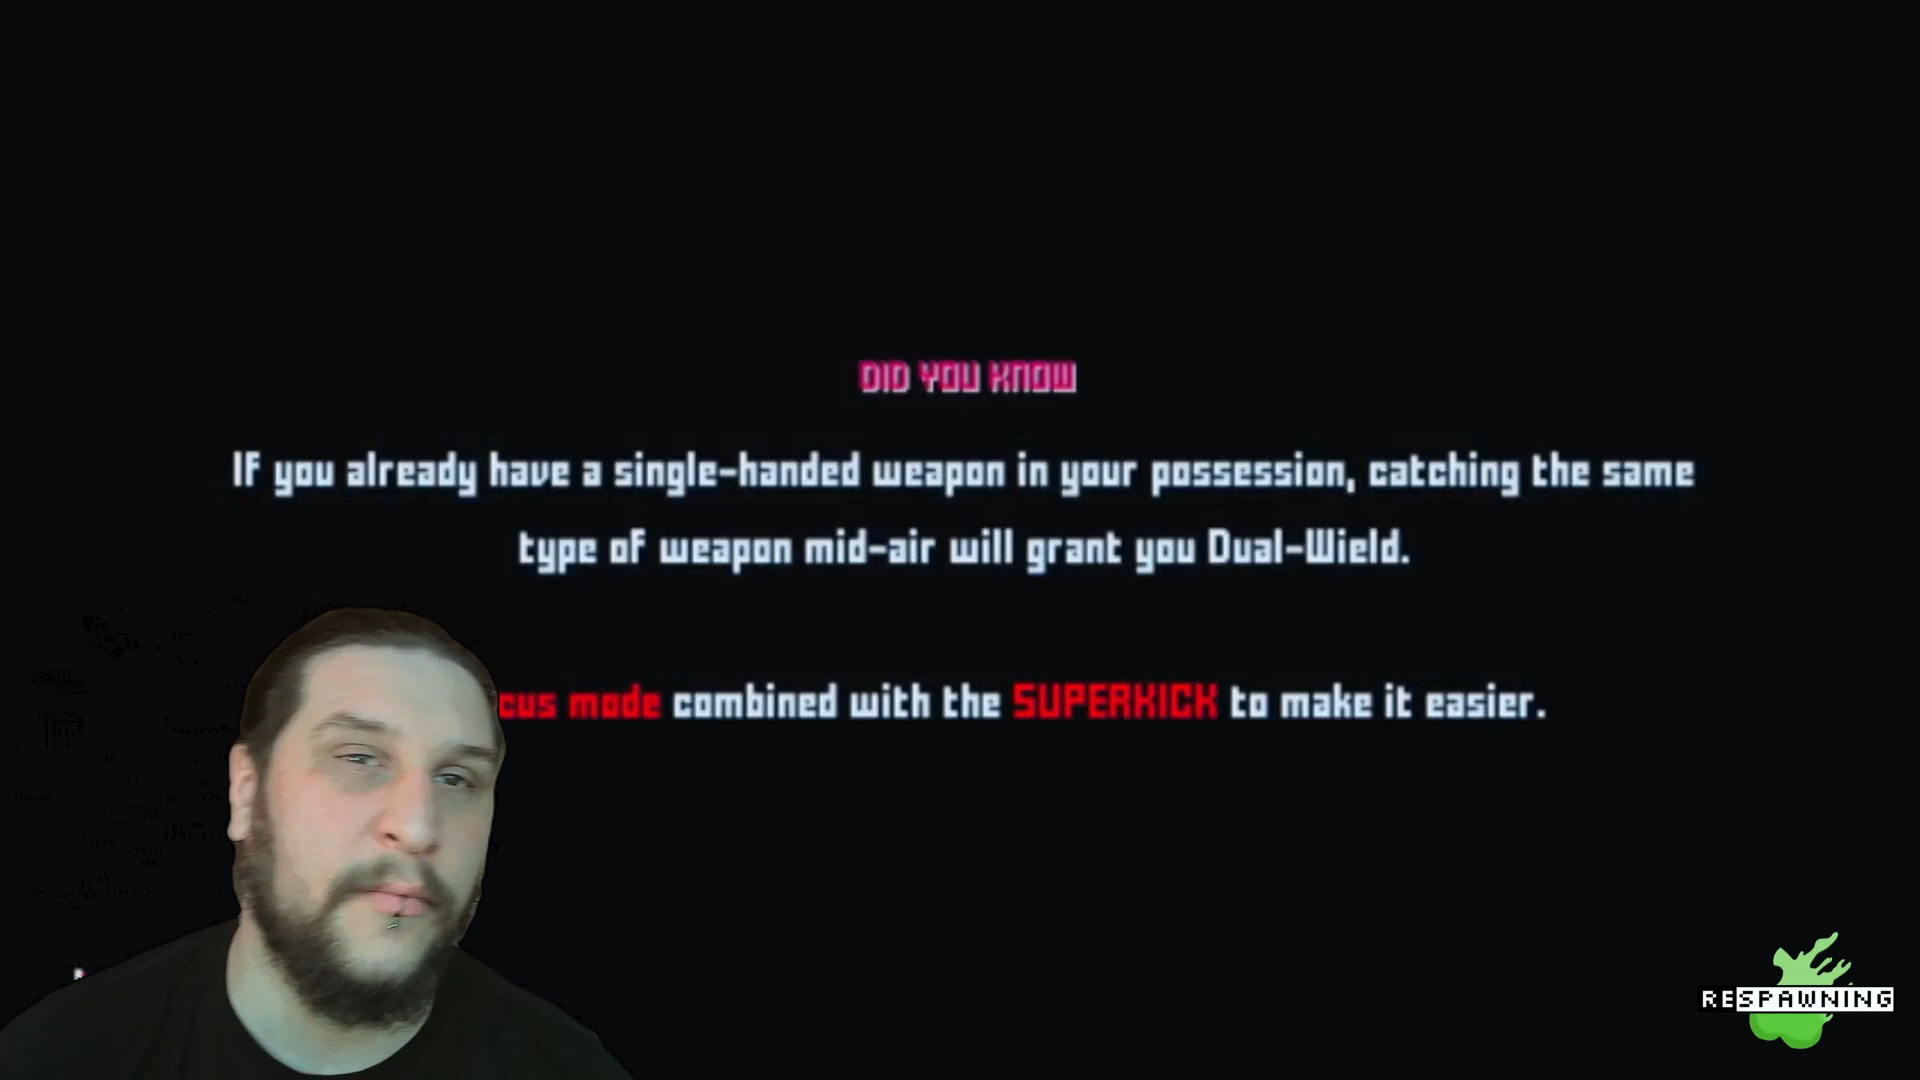 DID YOU KNOW
If you already have a single-handed weapon in your possession, catching the same
type of weapon mid-air will grant you Dual-Wield.
cus mode combined with the SUPERKICK to make it easier.
RESPAWNING